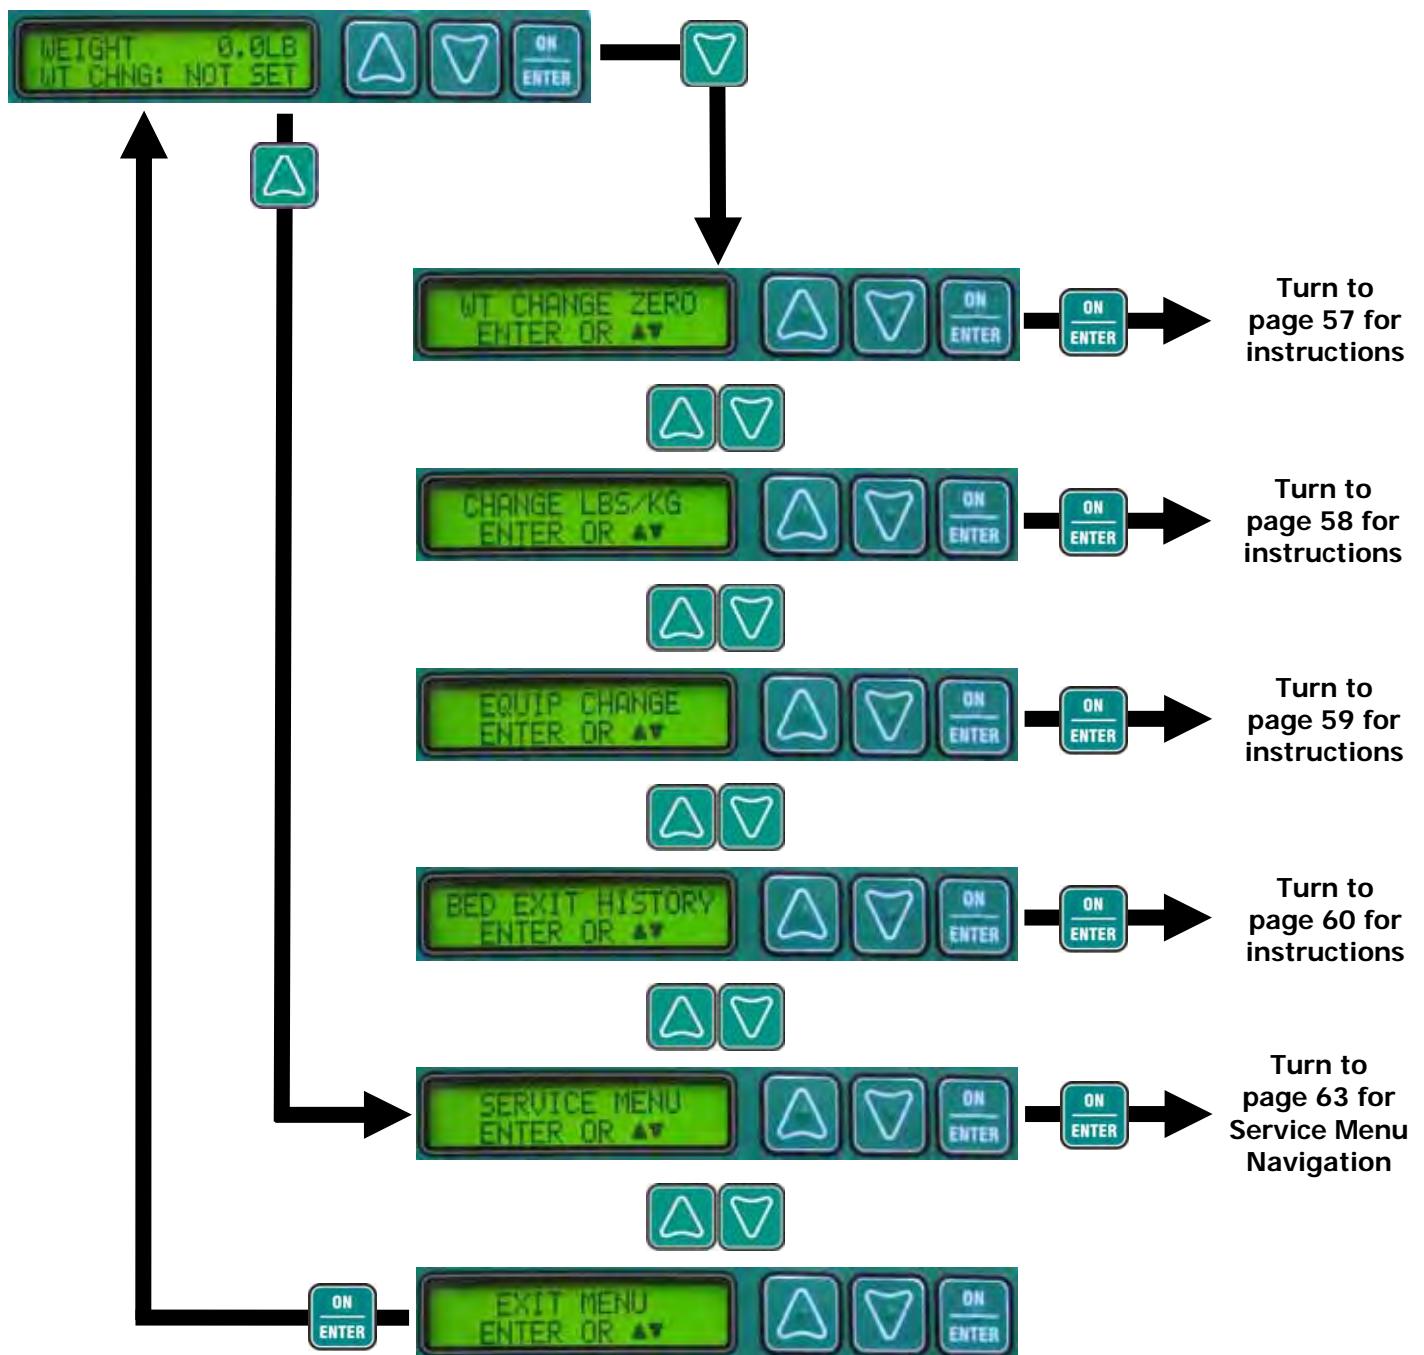 WEIGHT 0.0LB
WT CHNG: NOT SET
ON
ENTER
WT CHANGE ZERO
ENTER OR ▲▼
ON
ENTER
ON
ENTER
Turn to
page 57 for
instructions
CHANGE LBS/KG
ENTER OR ▲▼
ON
ENTER
ON
ENTER
Turn to
page 58 for
instructions
EQUIP CHANGE
ENTER OR ▲▼
ON
ENTER
ON
ENTER
Turn to
page 59 for
instructions
BED EXIT HISTORY
ENTER OR ▲▼
ON
ENTER
ON
ENTER
Turn to
page 60 for
instructions
SERVICE MENU
ENTER OR ▲▼
ON
ENTER
ON
ENTER
Turn to
page 63 for
Service Menu
Navigation
ON
ENTER
EXIT MENU
ENTER OR ▲▼
ON
ENTER